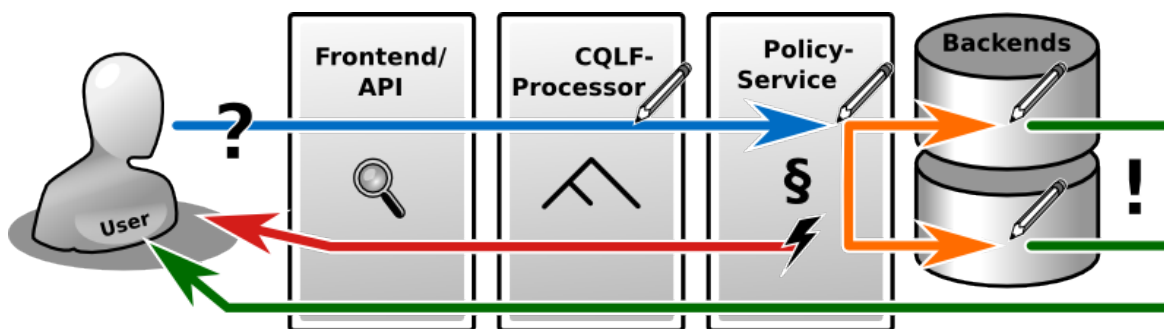 Frontend/
API
CQLF-
Processor
Policy-
Service
Backends
?
§
!
User